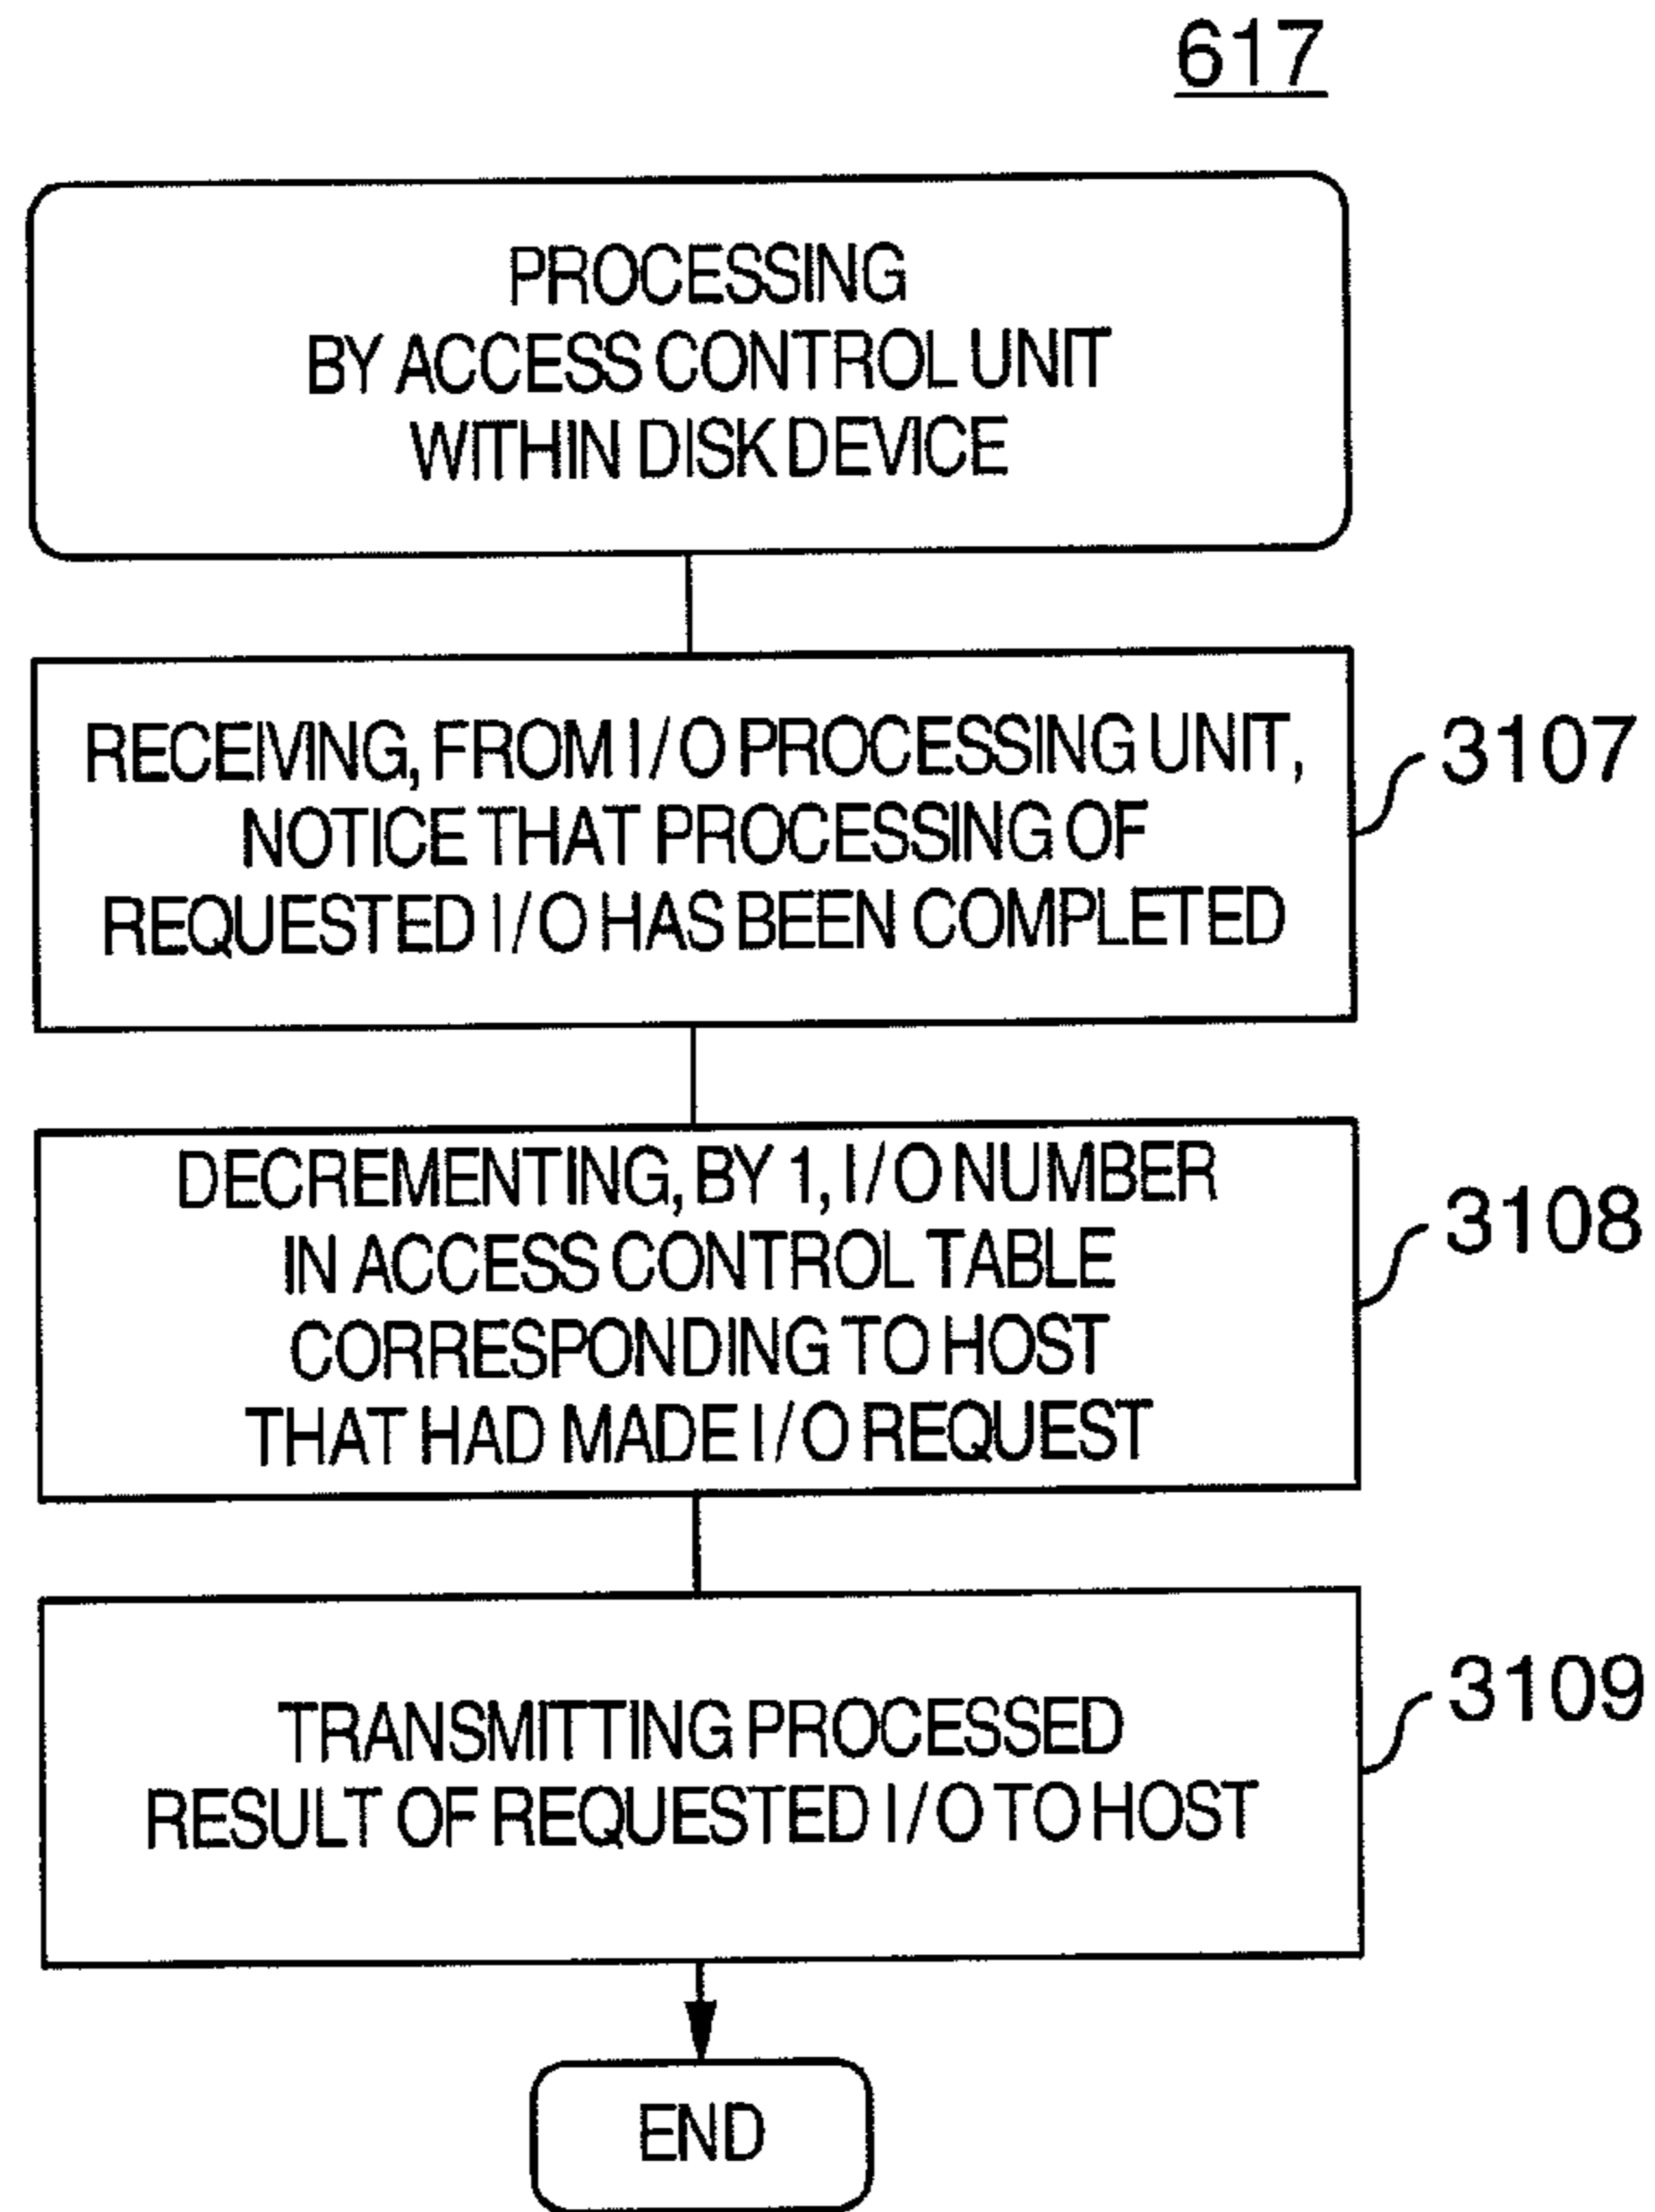 617
PROCESSING
BY ACCESS CONTROL UNIT
WITHIN DISK DEVICE
RECEIVING, FROM I/O PROCESSING UNIT,
NOTICE THAT PROCESSING OF
REQUESTED I/O HAS BEEN COMPLETED
3107
DECREMENTING, BY 1, I/O NUMBER
IN ACCESS CONTROL TABLE
CORRESPONDING TO HOST
THAT HAD MADE I/O REQUEST
3108
TRANSMITTING PROCESSED
RESULT OF REQUESTED I/O TO HOST
3109
END